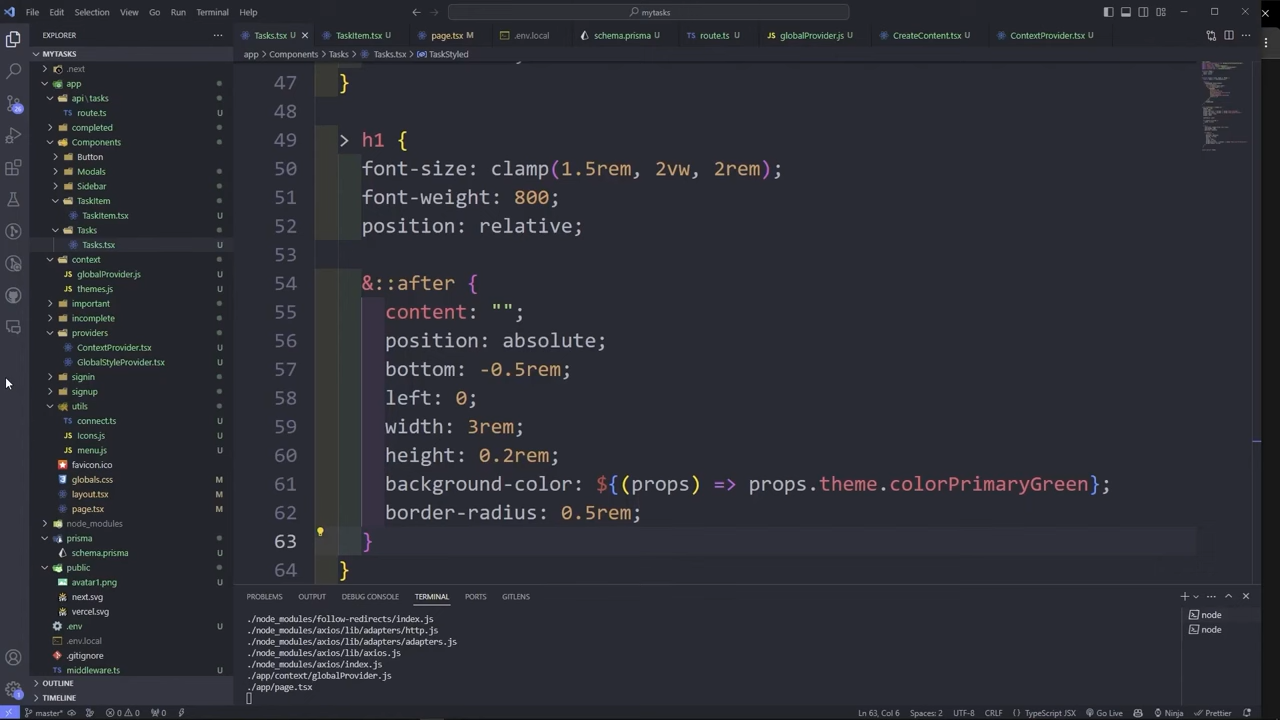 File Edit Selection View Go Run Terminal Help
mytasks
EXPLORER
Tasks.tsx U
TaskItem.tsx U
page.tsx M
.env.local
schema.prisma U
route.ts U
globalProvider.js U
CreateContent.tsx U
ContextProvider.tsx U
app > Components > Tasks > Tasks.tsx > TaskStyled
MYTASKS
.next
app
api \ tasks
route.ts U
completed
Components
Button
Modals
Sidebar
TaskItem
TaskItem.tsx U
Tasks
Tasks.tsx U
context
globalProvider.js U
themes.js U
important
incomplete
providers
ContextProvider.tsx U
GlobalStyleProvider.tsx U
signin
signup
utils
connect.ts U
Icons.js U
menu.js U
favicon.ico
globals.css M
layout.tsx M
page.tsx M
node_modules
prisma
schema.prisma U
public
avatar1.png U
next.svg
vercel.svg
.env U
.env.local
.gitignore
middleware.ts U
OUTLINE
TIMELINE
47 }
48
49 > h1 {
50 font-size: clamp(1.5rem, 2vw, 2rem);
51 font-weight: 800;
52 position: relative;
53
54 &::after {
55 content: "";
56 position: absolute;
57 bottom: -0.5rem;
58 left: 0;
59 width: 3rem;
60 height: 0.2rem;
61 background-color: ${(props) => props.theme.colorPrimaryGreen};
62 border-radius: 0.5rem;
63 }
64 }
PROBLEMS OUTPUT DEBUG CONSOLE TERMINAL PORTS GITLENS
./node_modules/follow-redirects/index.js
./node_modules/axios/lib/adapters/http.js
./node_modules/axios/lib/adapters/adapters.js
./node_modules/axios/lib/axios.js
./node_modules/axios/index.js
./app/context/globalProvider.js
./app/page.tsx
node
node
master* 0 0 0 Ln 63, Col 6 Spaces: 2 UTF-8 CRLF TypeScript JSX Go Live Ninja Prettier